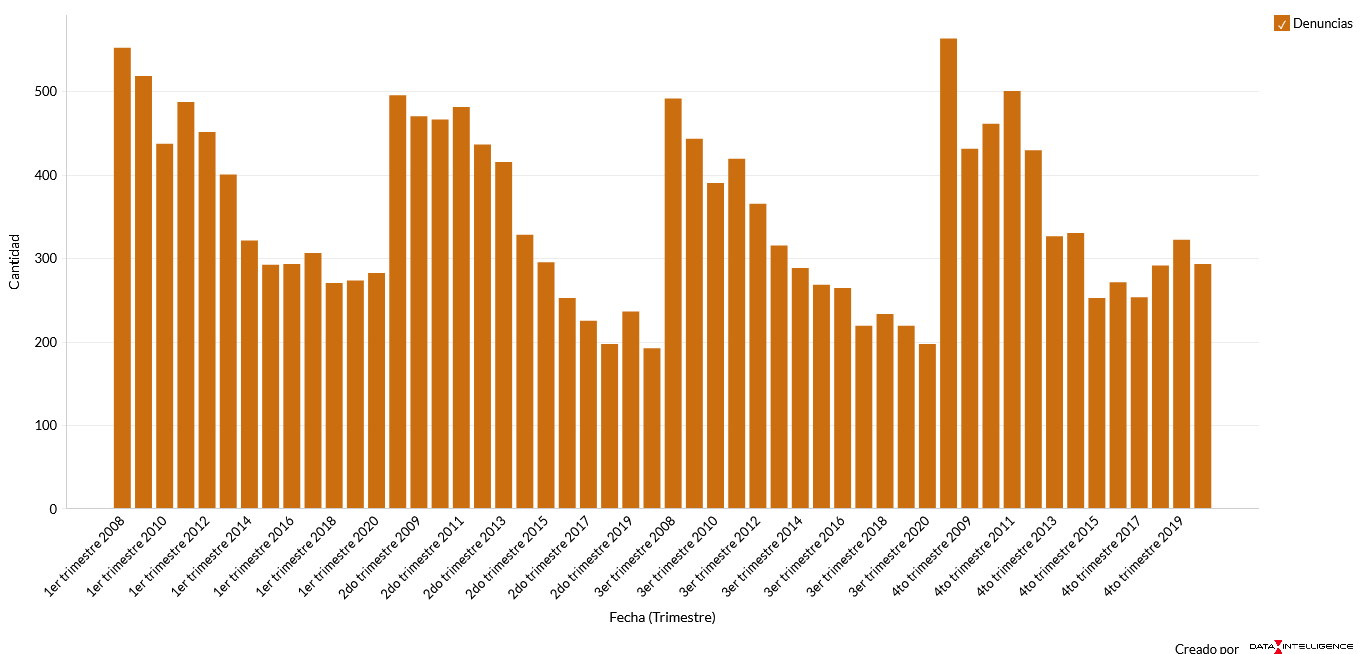 Denuncias
Cantidad
500
400
300
200
100
0
1er trimestre 2008
1er trimestre 2010
1er trimestre 2012
1er trimestre 2014
1er trimestre 2016
1er trimestre 2018
1er trimestre 2020
2do trimestre 2009
2do trimestre 2011
2do trimestre 2013
2do trimestre 2015
2do trimestre 2017
2do trimestre 2019
3er trimestre 2008
3er trimestre 2010
3er trimestre 2012
3er trimestre 2014
3er trimestre 2016
3er trimestre 2018
3er trimestre 2020
4to trimestre 2009
4to trimestre 2011
4to trimestre 2013
4to trimestre 2015
4to trimestre 2017
4to trimestre 2019
Fecha (Trimestre)
Creado por DATA INTELLIGENCE